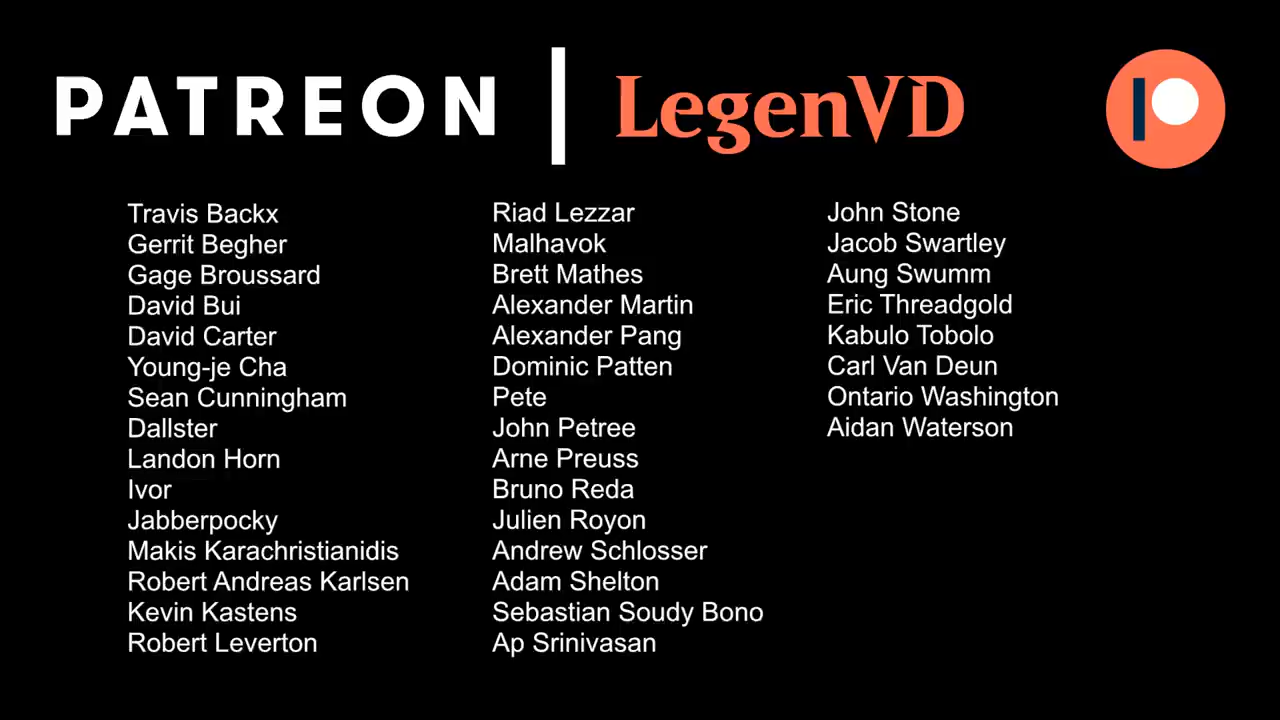 PATREON | LegenVD
Travis Backx
Gerrit Begher
Gage Broussard
David Bui
David Carter
Young-je Cha
Sean Cunningham
Dallster
Landon Horn
Ivor
Jabberpocky
Makis Karachristianidis
Robert Andreas Karlsen
Kevin Kastens
Robert Leverton
Riad Lezzar
Malhavok
Brett Mathes
Alexander Martin
Alexander Pang
Dominic Patten
Pete
John Petree
Arne Preuss
Bruno Reda
Julien Royon
Andrew Schlosser
Adam Shelton
Sebastian Soudy Bono
Ap Srinivasan
John Stone
Jacob Swartley
Aung Swumm
Eric Threadgold
Kabulo Tobolo
Carl Van Deun
Ontario Washington
Aidan Waterson